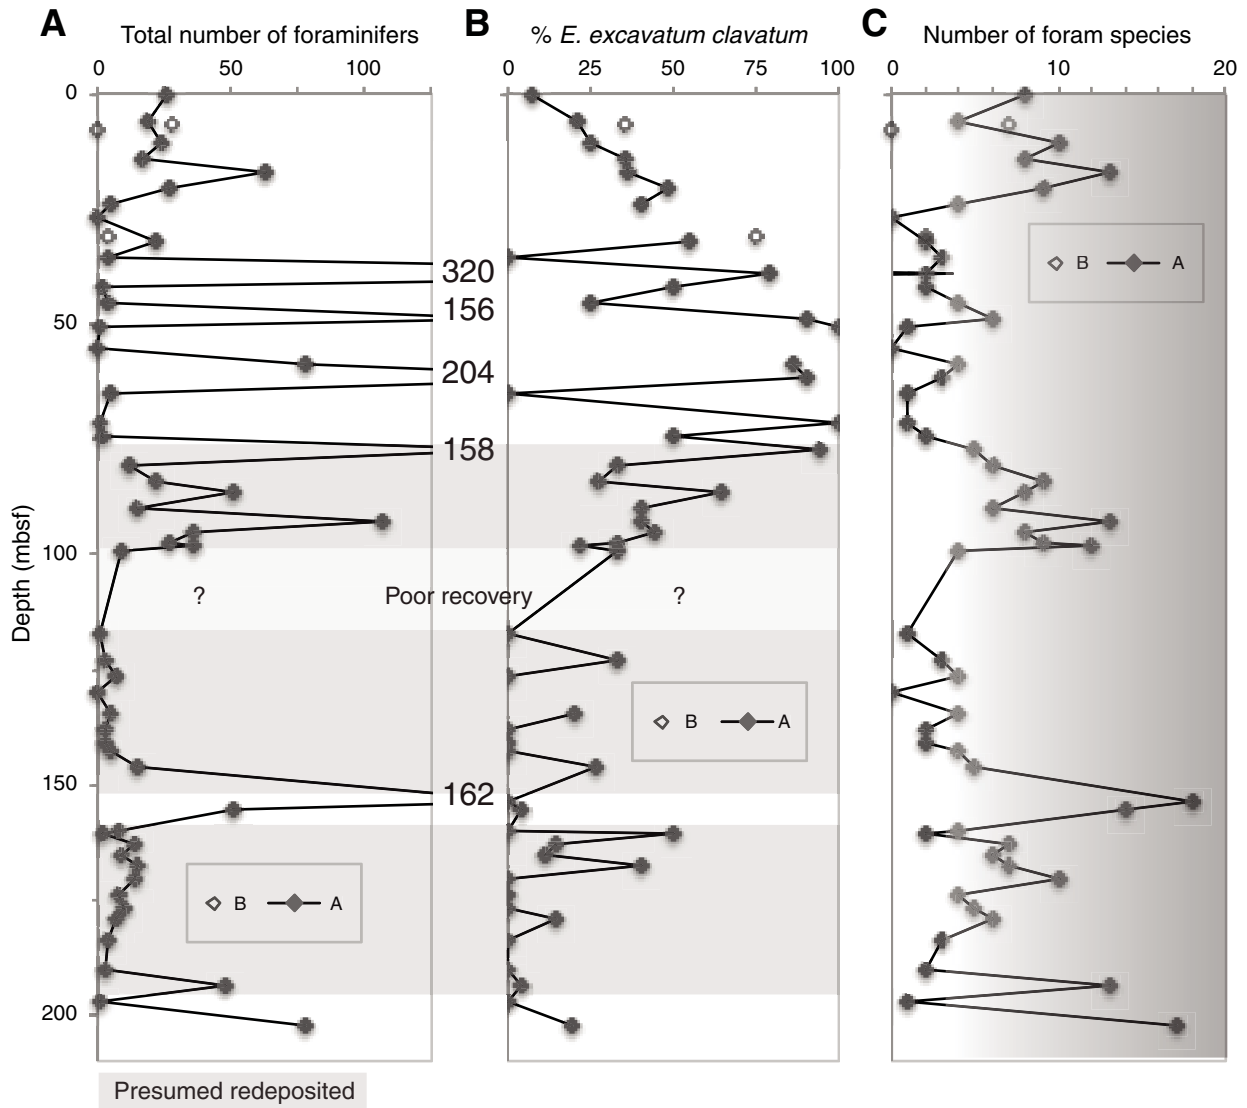 A B C
Total number of foraminifers % E. excavatum clavatum Number of foram species
0 50 100 0 25 50 75 100 0 10 20
0
B A
320
156
50
204
158
100
? Poor recovery ?
Depth (mbsf)
B A
150
162
B A
200
Presumed redeposited